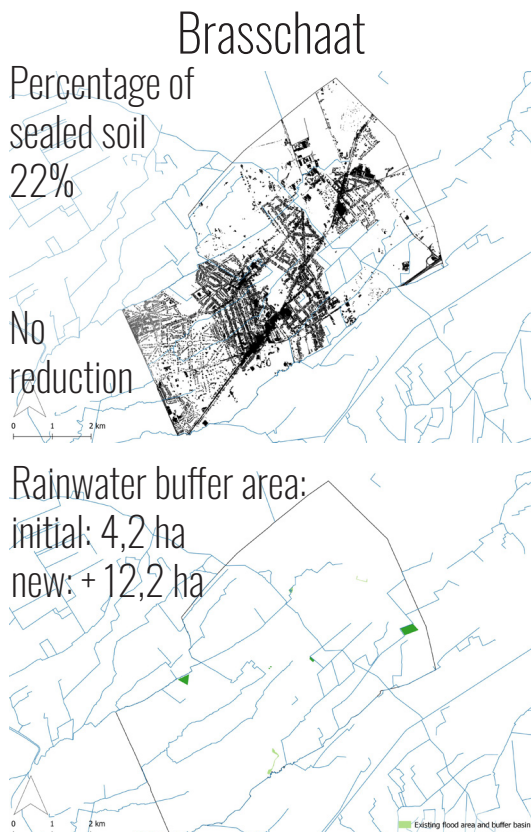 Brasschaat
Percentage of
sealed soil
22%
No
reduction
0 1 2 km
Rainwater buffer area:
initial: 4,2 ha
new: + 12,2 ha
0 1 2 km
Existing flood area and buffer basin